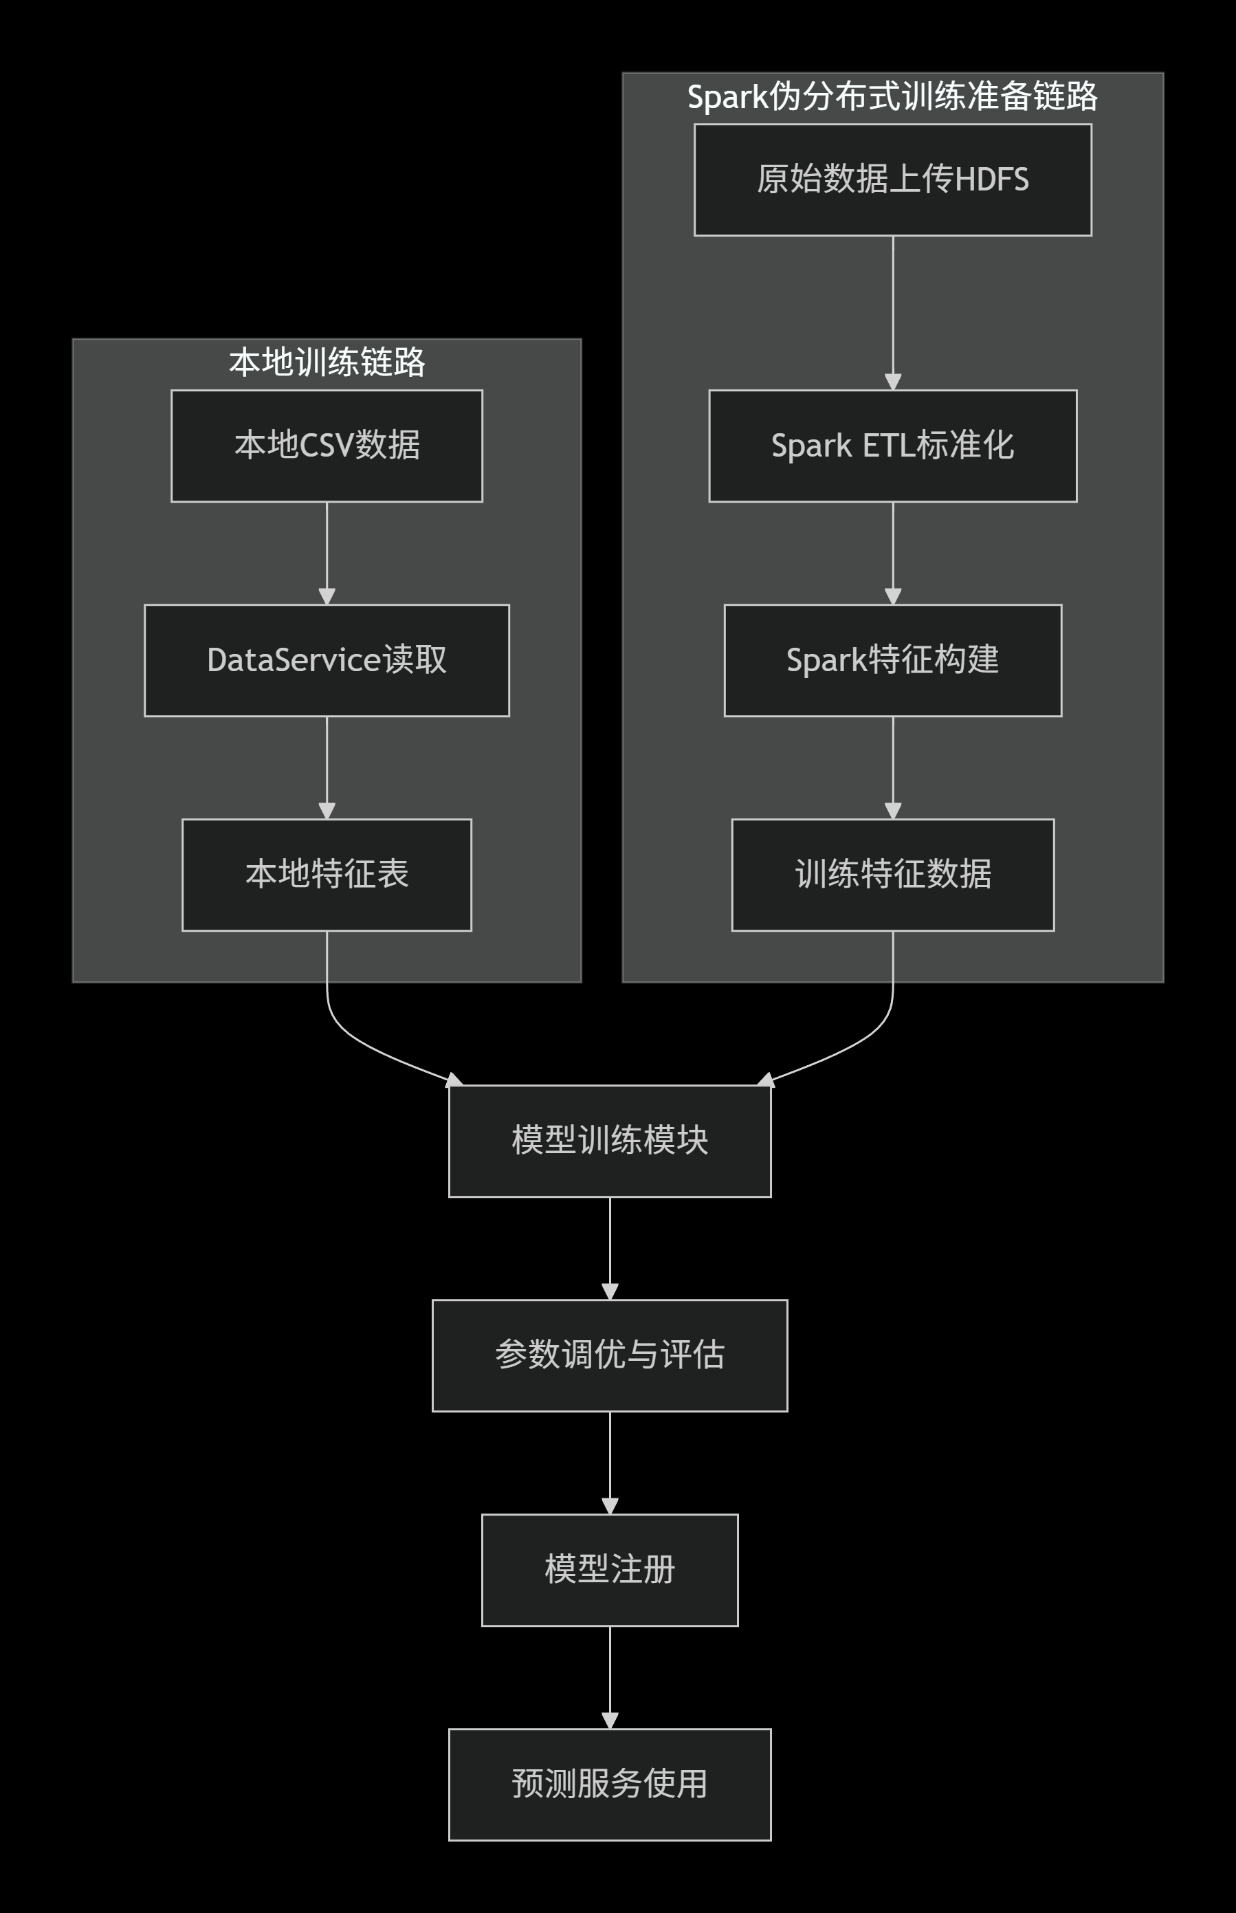 Spark伪分布式训练准备链路
原始数据上传HDFS
本地训练链路
本地CSV数据
Spark ETL标准化
DataService读取
Spark特征构建
本地特征表
训练特征数据
模型训练模块
参数调优与评估
模型注册
预测服务使用